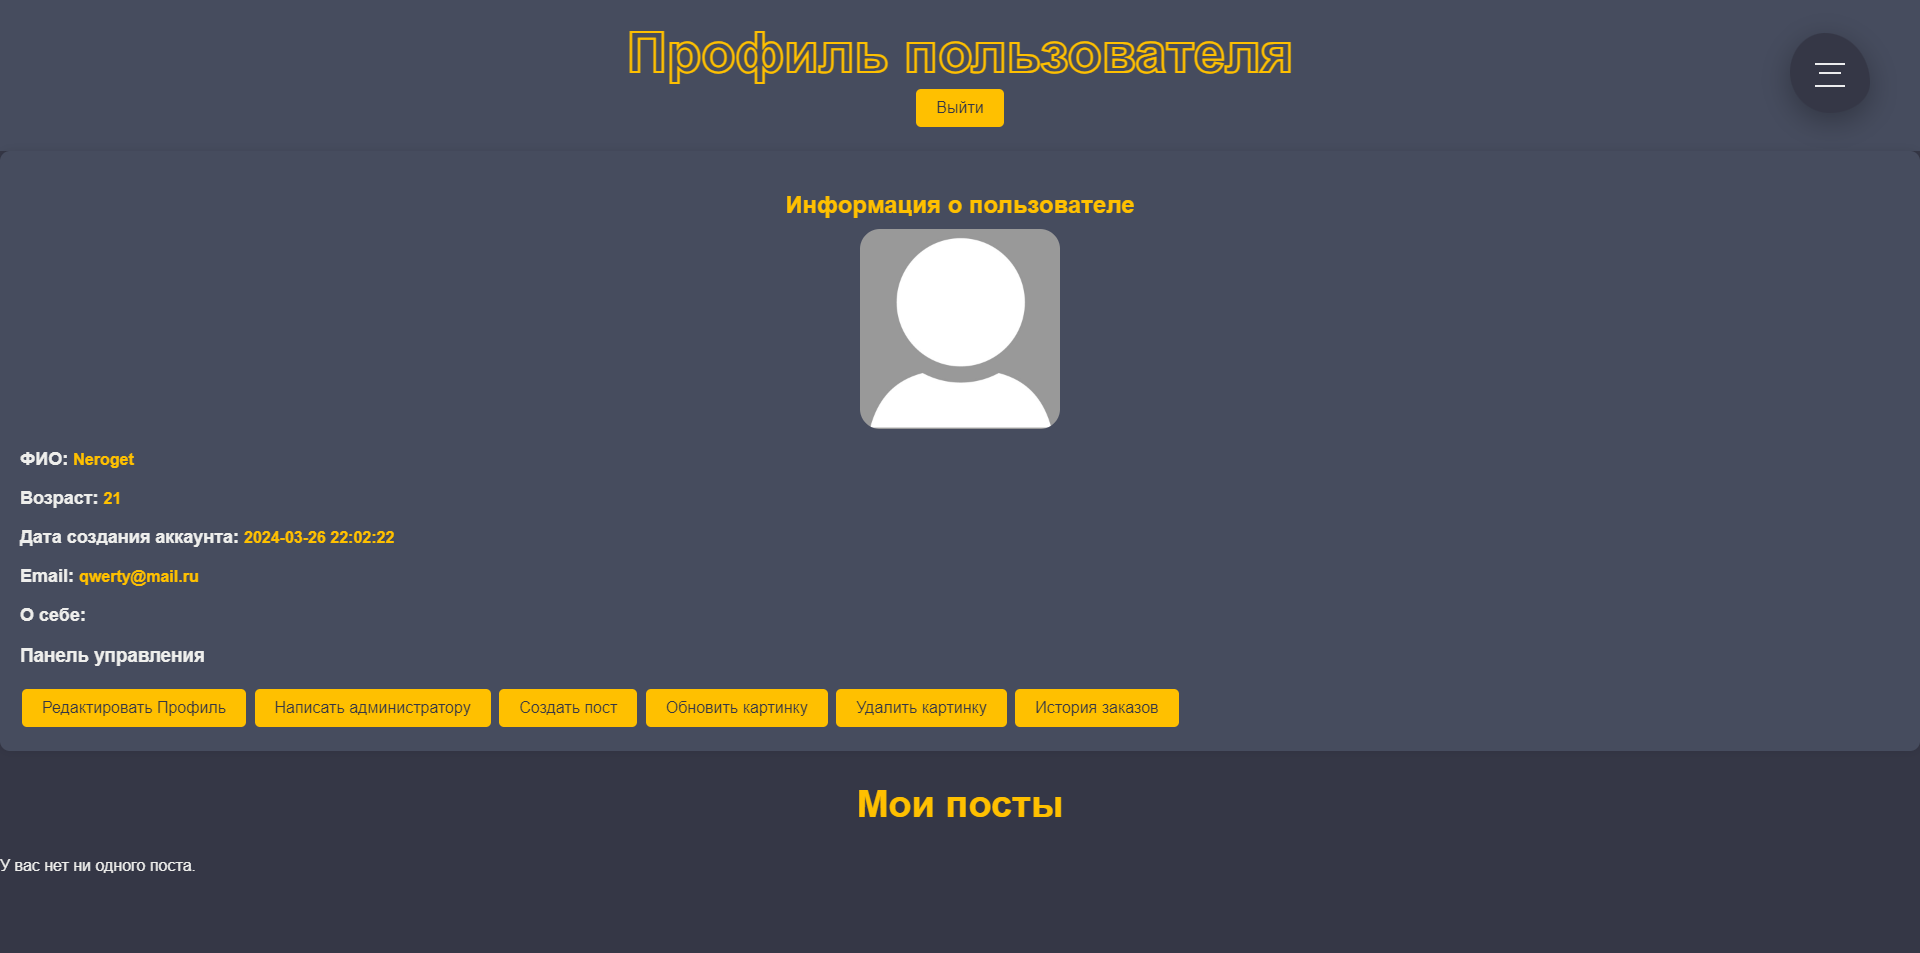 Профиль пользователя
Выйти
Информация о пользователе
ФИО: Neroget
Возраст: 21
Дата создания аккаунта: 2024-03-26 22:02:22
Email: qwerty@mail.ru
О себе:
Панель управления
Редактировать Профиль Написать администратору Создать пост Обновить картинку Удалить картинку История заказов
Мои посты
У вас нет ни одного поста.